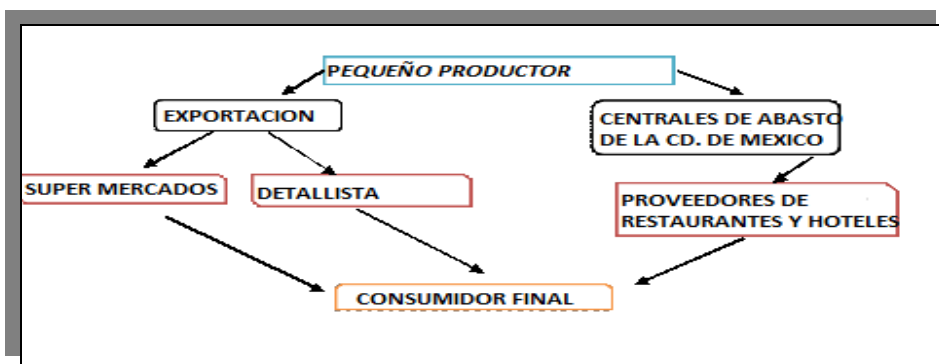 PEQUEÑO PRODUCTOR
EXPORTACION
CENTRALES DE ABASTO
DE LA CD. DE MEXICO
SUPER MERCADOS
DETALLISTA
PROVEEDORES DE
RESTAURANTES Y HOTELES
CONSUMIDOR FINAL